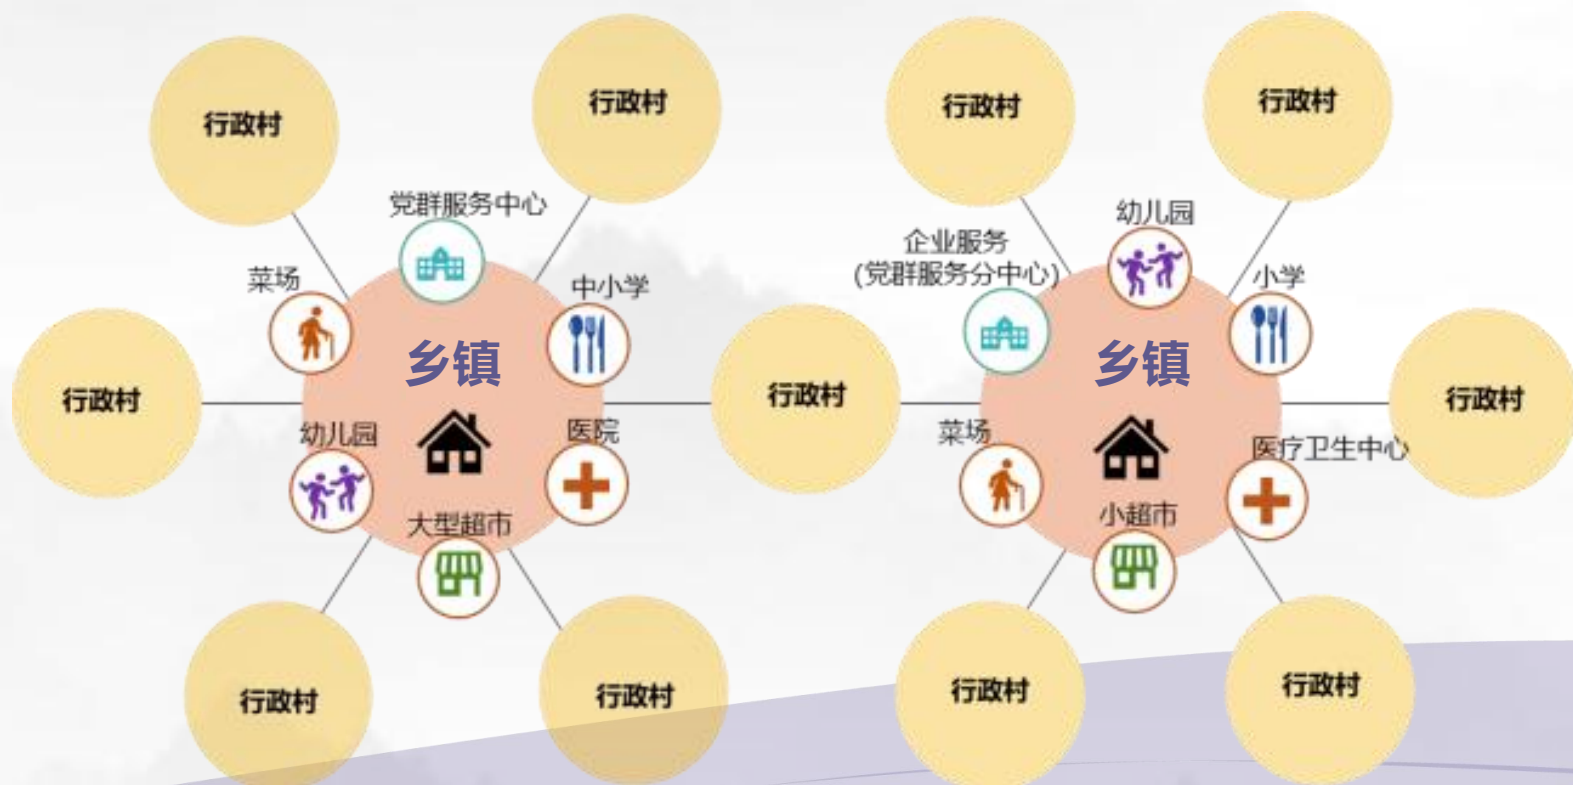 行政村
行政村
行政村
行政村
党群服务中心
幼儿园
企业服务
(党群服务分中心)
菜场
中小学
小学
乡镇
乡镇
行政村
行政村
行政村
幼儿园
医院
菜场
医疗卫生中心
大型超市
小超市
行政村
行政村
行政村
行政村